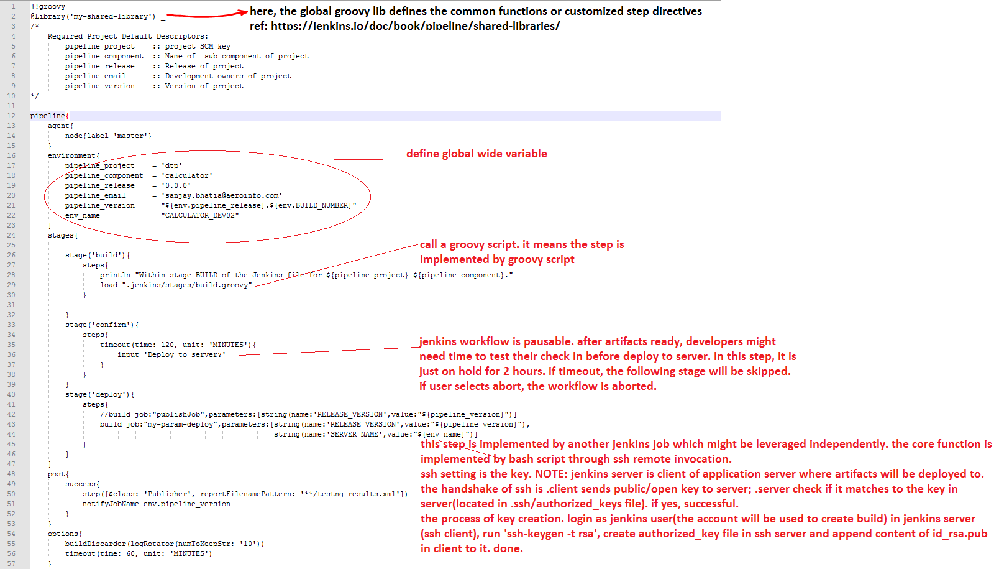 1 #!groovy
2 @Library('my-shared-library') _
here, the global groovy lib defines the common functions or customized step directives
ref: https://jenkins.io/doc/book/pipeline/shared-libraries/
3 /*
4 Required Project Default Descriptors:
5 pipeline_project :: project SCM key
6 pipeline_component :: Name of sub component of project
7 pipeline_release :: Release of project
8 pipeline_email :: Development owners of project
9 pipeline_version :: Version of project
10 */
11
12 pipeline{
13 agent{
14 node{label 'master'}
15 }
16 environment{
define global wide variable
17 pipeline_project = 'dtp'
18 pipeline_component = 'calculator'
19 pipeline_release = '0.0.0'
20 pipeline_email = 'sanjay.bhatia@aeroinfo.com'
21 pipeline_version = "${env.pipeline_release}.${env.BUILD_NUMBER}"
22 env_name = "CALCULATOR_DEV02"
23 }
24 stages{
25
call a groovy script. it means the step is
implemented by groovy script
26 stage('build'){
27 steps{
28 println "Within stage BUILD of the Jenkins file for ${pipeline_project}-${pipeline_component}."
29 load ".jenkins/stages/build.groovy"
30 }
31
32 }
33 stage('confirm'){
34 steps{
35 timeout(time: 120, unit: 'MINUTES'){
36 input 'Deploy to server?'
37 }
38 }
39 }
jenkins workflow is pausable. after artifacts ready, developers might
need time to test their check in before deploy to server. in this step, it is
just on hold for 2 hours. if timeout, the following stage will be skipped.
if user selects abort, the workflow is aborted.
40 stage('deploy'){
41 steps{
42 //build job:"publishJob",parameters:[string(name:'RELEASE_VERSION',value:"${pipeline_version}")]
43 build job:"my-param-deploy",parameters:[string(name:'RELEASE_VERSION',value:"${pipeline_version}"),
44 string(name:'SERVER_NAME',value:"${env_name}")]
45 }
46 }
47 }
this step is implemented by another jenkins job which might be leveraged independently. the core function is
implemented by bash script through ssh remote invocation.
ssh setting is the key. NOTE: jenkins server is client of application server where artifacts will be deployed to.
the handshake of ssh is .client sends public/open key to server; .server check if it matches to the key in
server(located in .ssh/authorized_keys file). if yes, successful.
the process of key creation. login as jenkins user(the account will be used to create build) in jenkins server
(ssh client), run 'ssh-keygen -t rsa', create authorized_key file in ssh server and append content of id_rsa.pub
in client to it. done.
48 post{
49 success{
50 step([$class: 'Publisher', reportFilenamePattern: '**/testng-results.xml'])
51 notifyJobName env.pipeline_version
52 }
53 }
54 options{
55 buildDiscarder(logRotator(numToKeepStr: '10'))
56 timeout(time: 60, unit: 'MINUTES')
57 }